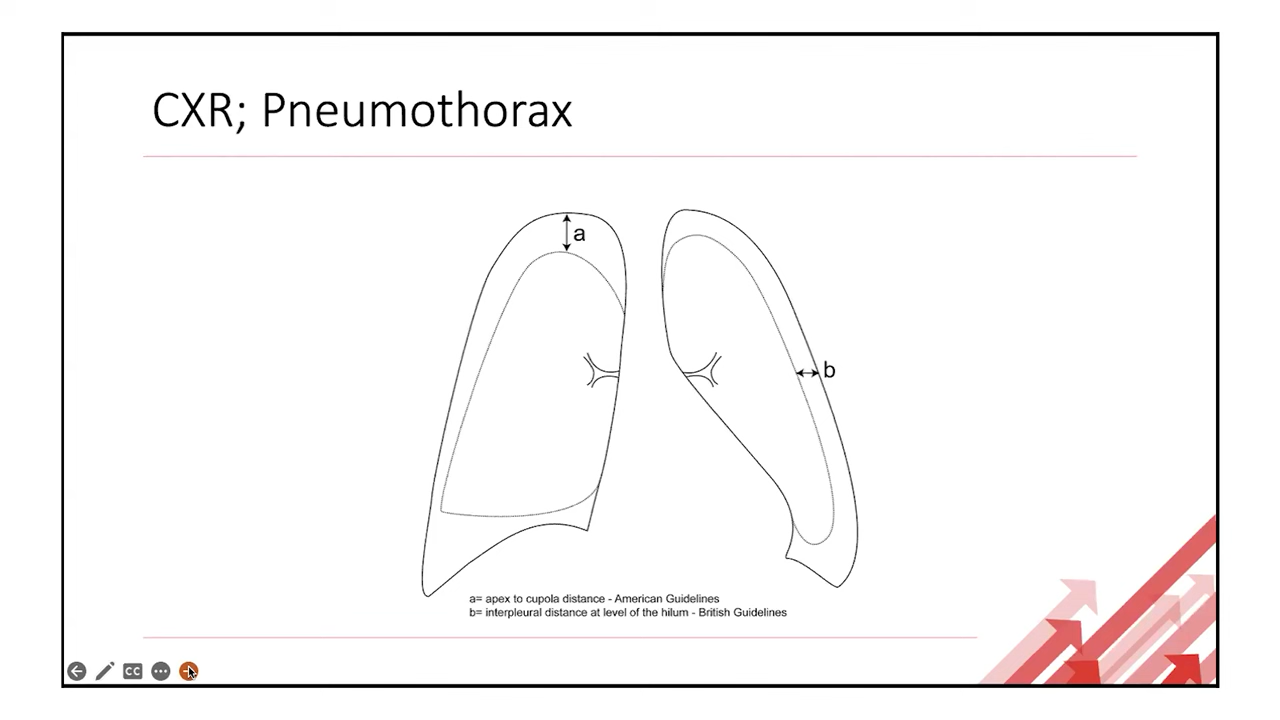 CXR; Pneumothorax
a
b
a= apex to cupola distance - American Guidelines
b= interpleural distance at level of the hilum - British Guidelines
CC